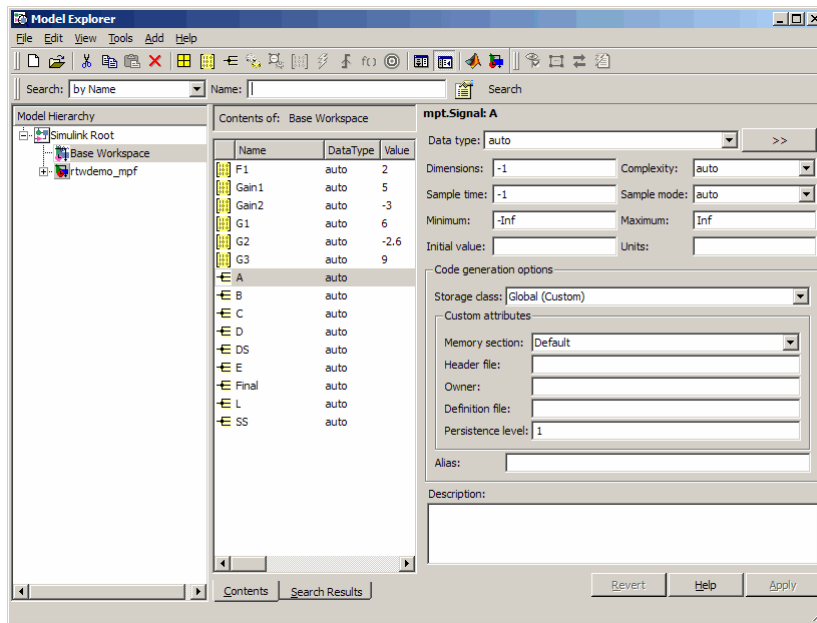 Model Explorer
File Edit View Tools Add Help
f()
Search: by Name Name: Search
Model Hierarchy
Simulink Root
Base Workspace
rtwdemo_mpf
Contents of: Base Workspace
Name DataType Value
F1 auto 2
Gain1 auto 5
Gain2 auto -3
G1 auto 6
G2 auto -2.6
G3 auto 9
A auto
B auto
C auto
D auto
DS auto
E auto
Final auto
L auto
SS auto
Contents Search Results
mpt.Signal: A
Data type: auto >>
Dimensions: -1 Complexity: auto
Sample time: -1 Sample mode: auto
Minimum: -Inf Maximum: Inf
Initial value: Units:
Code generation options
Storage class: Global (Custom)
Custom attributes
Memory section: Default
Header file:
Owner:
Definition file:
Persistence level: 1
Alias:
Description:
Revert Help Apply